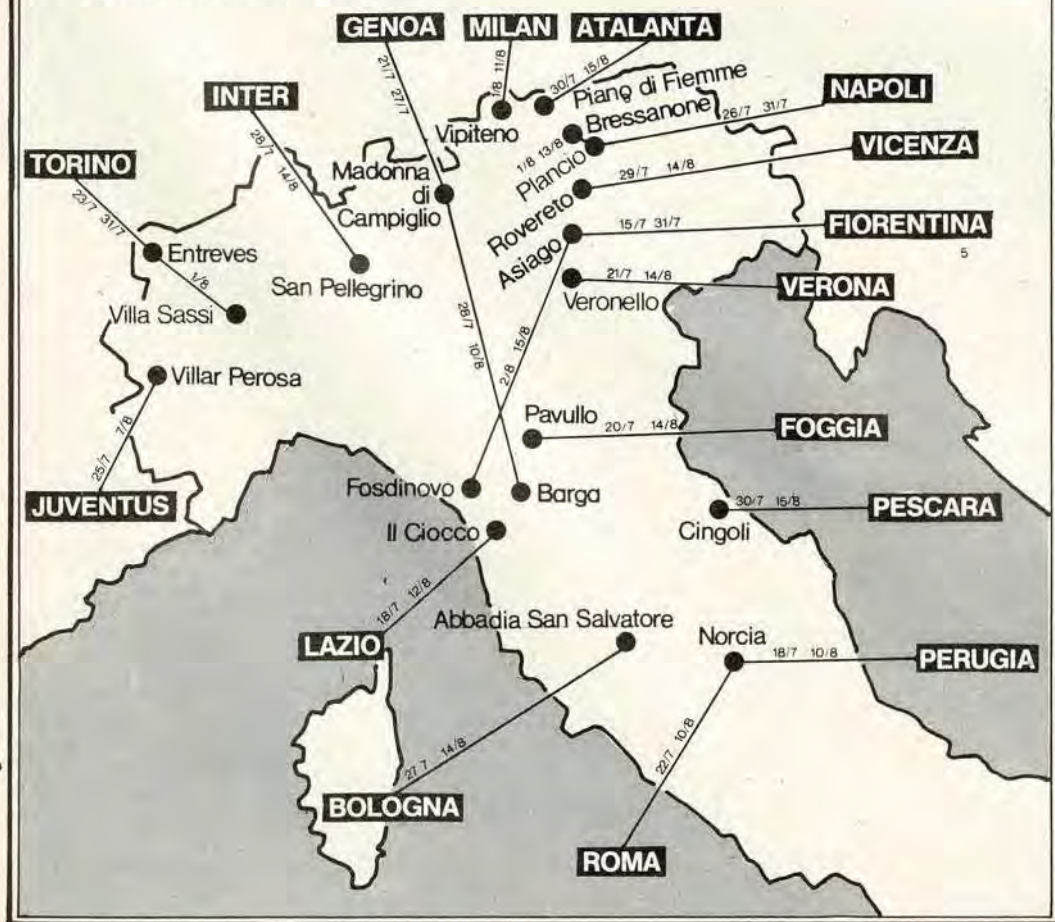 GENOA
MILAN
ATALANTA
21/7 27/7
1/8 11/8
30/7 15/8
Piano di Fiemme
INTER
28/7 14/8
Vipiteno
Bressanone
26/7 31/7
NAPOLI
1/8 13/8
Plancio
TORINO
23/7 31/7
Madonna
di
Campiglio
29/7 14/8
VICENZA
Rovereto
Entreves
1/8
San Pellegrino
Asiago
15/7 31/7
FIORENTINA
5
Villa Sassi
Veronello
21/7 14/8
VERONA
28/7 10/8
2/8 15/8
Villar Perosa
25/7 7/8
JUVENTUS
Pavullo
20/7 14/8
FOGGIA
Fosdinovo
Barga
30/7 15/8
PESCARA
Il Ciocco
Cingoli
18/7 12/8
LAZIO
Abbadia San Salvatore
Norcia
18/7 10/8
PERUGIA
27 7 14/8
BOLOGNA
22/7 10/8
ROMA